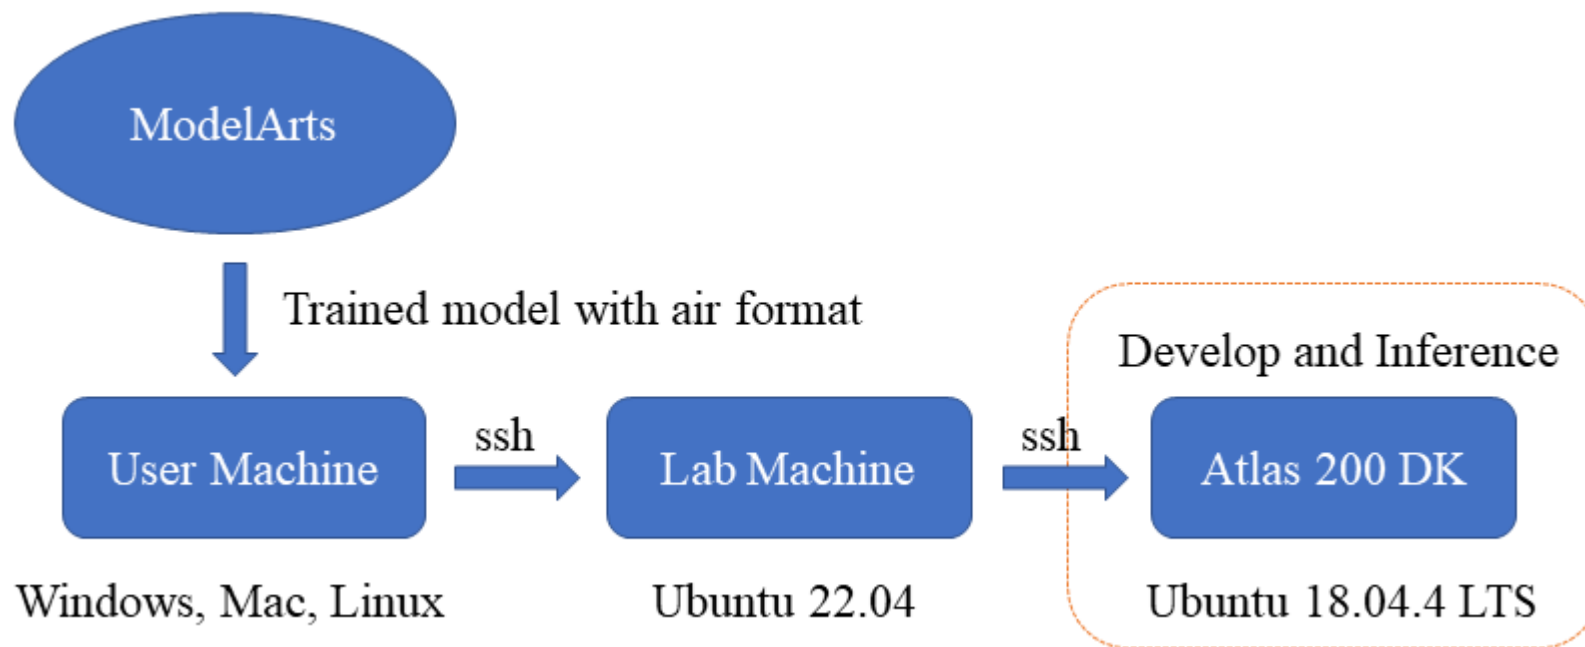 ModelArts
Trained model with air format
Develop and Inference
User Machine
ssh
Lab Machine
ssh
Atlas 200 DK
Windows, Mac, Linux
Ubuntu 22.04
Ubuntu 18.04.4 LTS